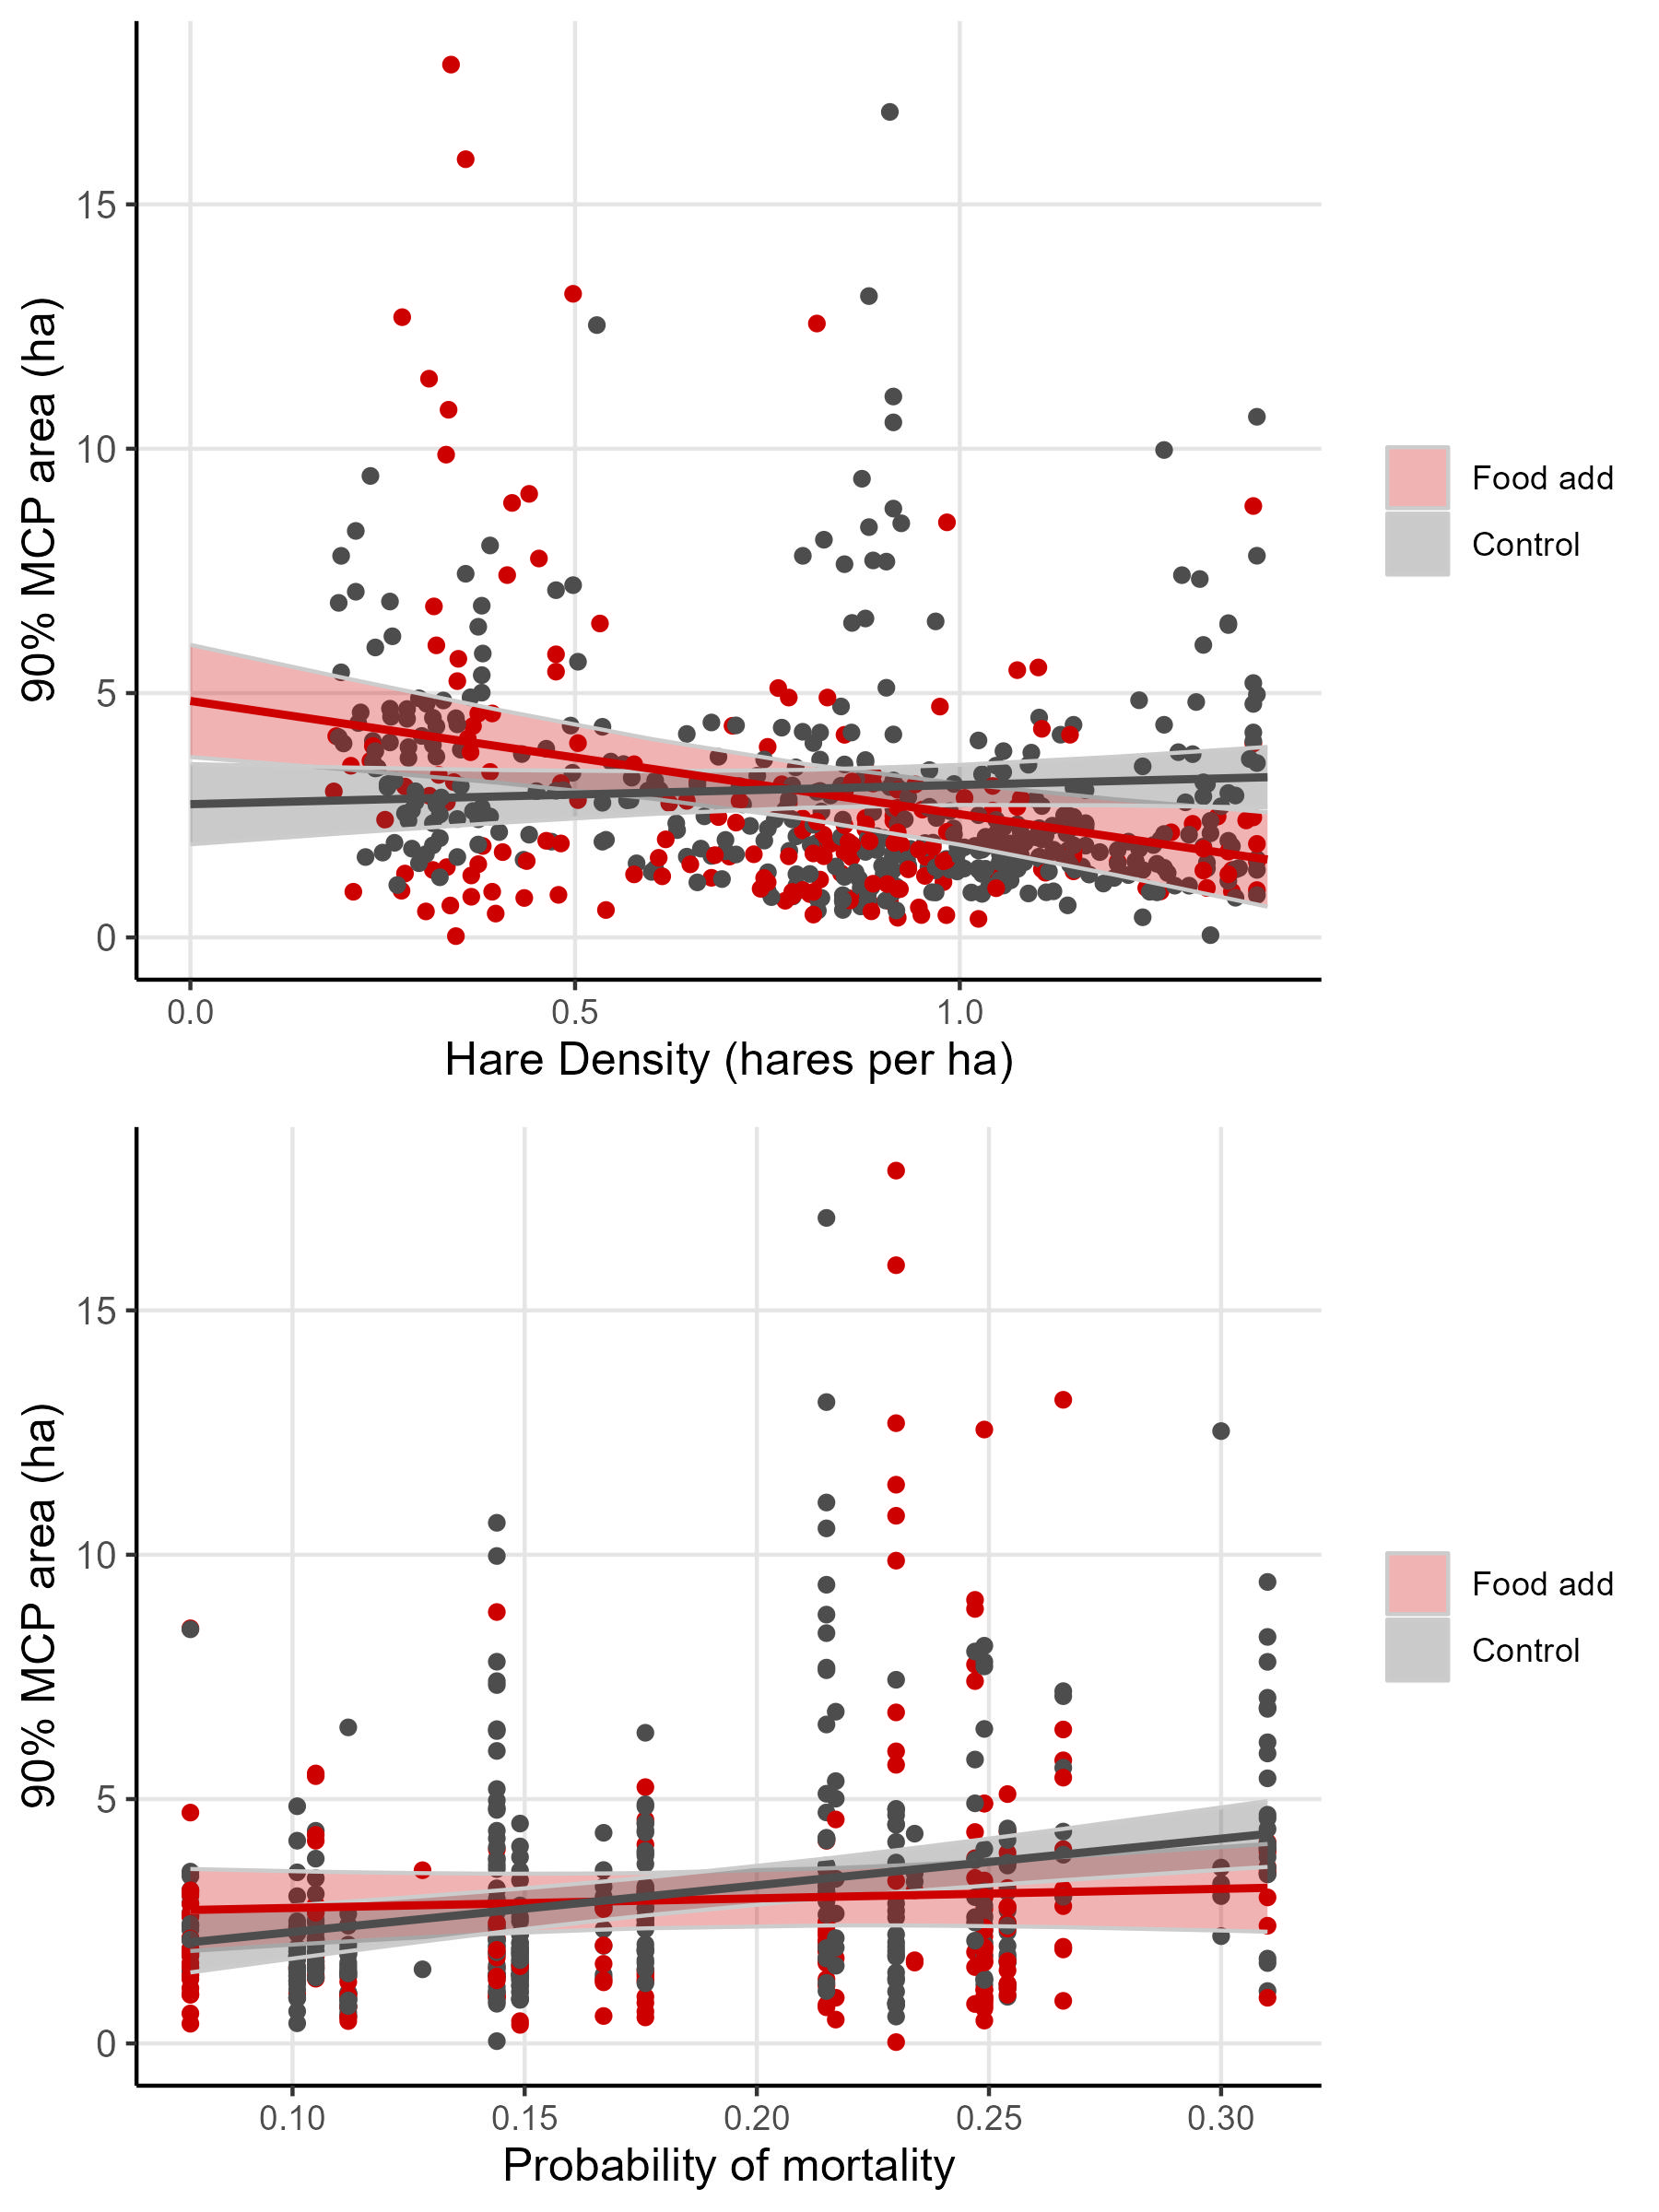 15
10
5
0
90% MCP area (ha)
0.0 0.5 1.0
Hare Density (hares per ha)
Food add
Control
15
10
5
0
90% MCP area (ha)
0.10 0.15 0.20 0.25 0.30
Probability of mortality
Food add
Control